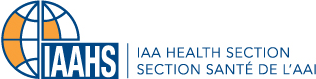 IAAHS
IAA HEALTH SECTION
SECTION SANTÉ DE L'AAI